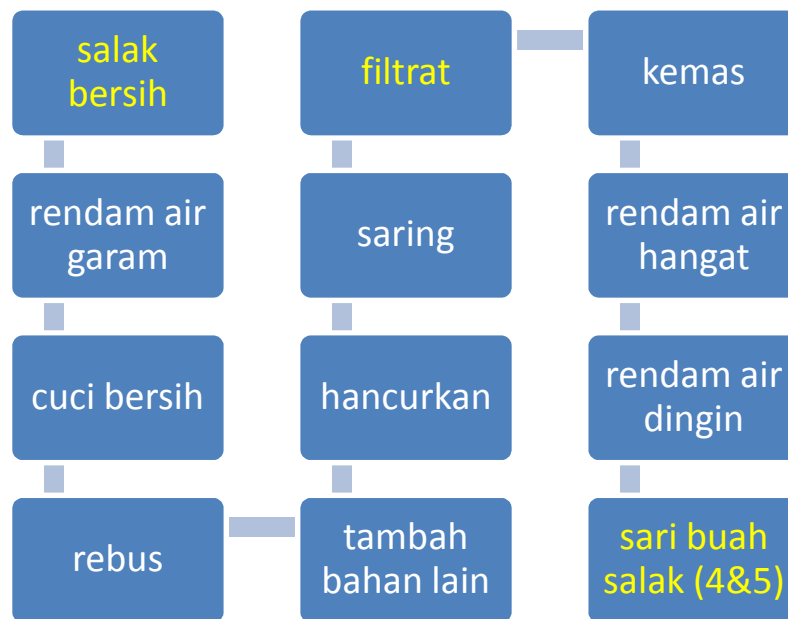 salak
bersih
rendam air
garam
cuci bersih
rebus
tambah
bahan lain
hancurkan
saring
filtrat
kemas
rendam air
hangat
rendam air
dingin
sari buah
salak (4&5)